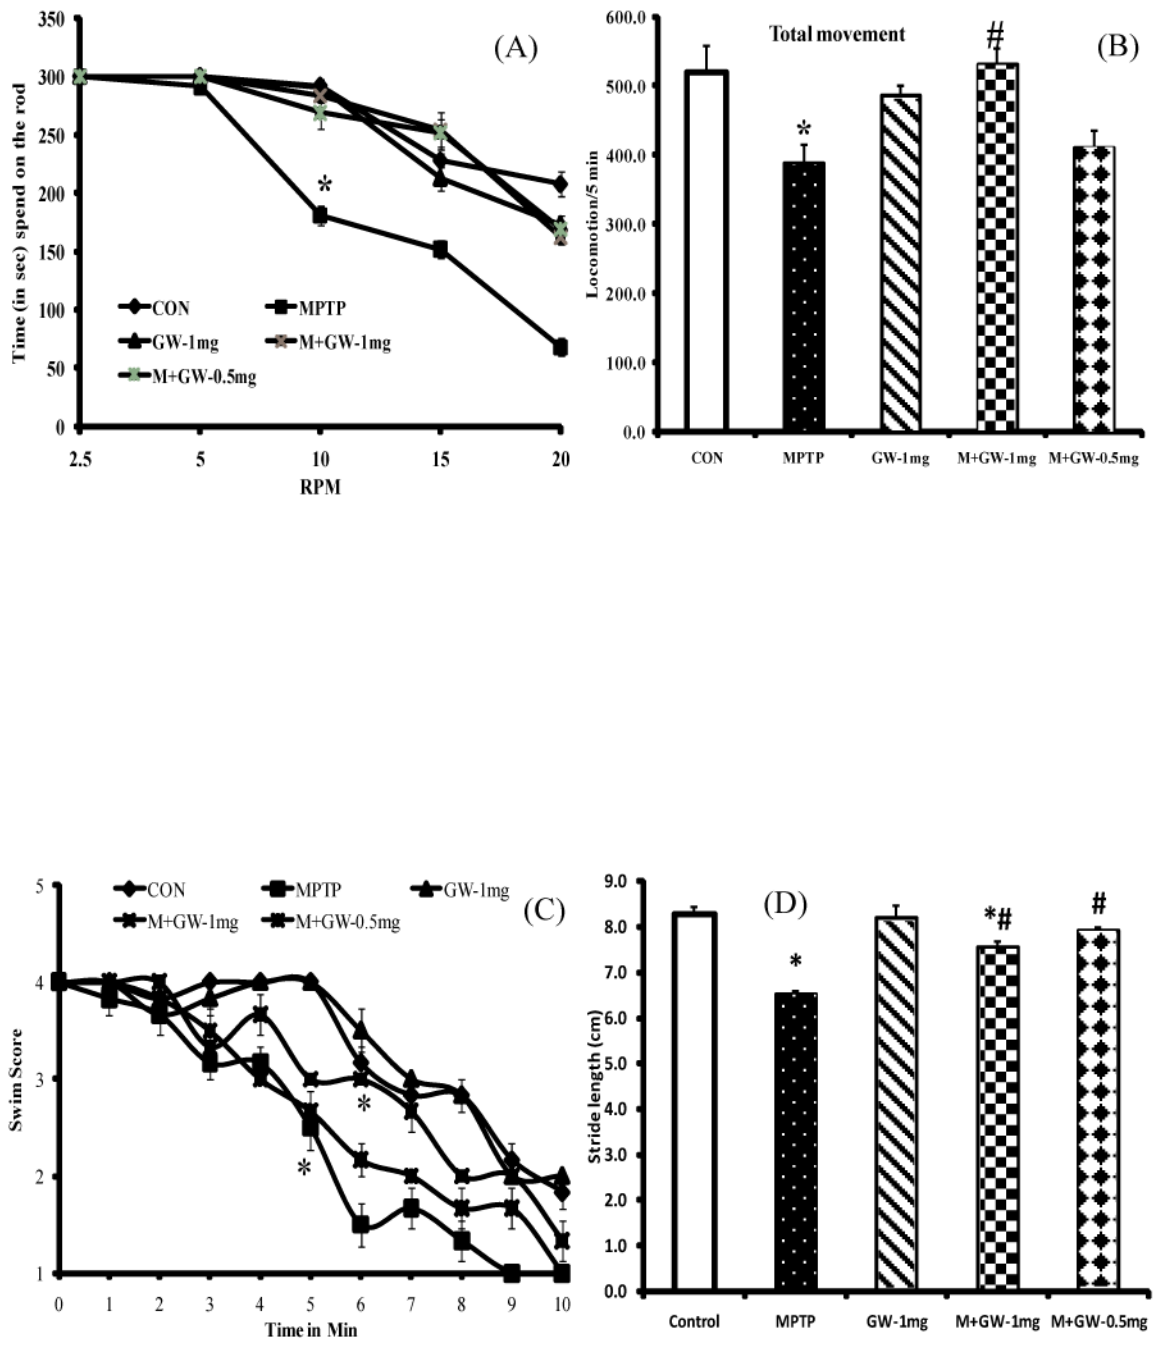 (A)
350
300
250
200
150
100
50
0
Time (in sec) spend on the rod
*
CON
MPTP
GW-1mg
M+GW-1mg
M+GW-0.5mg
2.5 5 10 15 20
RPM
Total movement
(B)
600.0
500.0
400.0
300.0
200.0
100.0
0.0
Locomotion/5 min
*
#
CON MPTP GW-1mg M+GW-1mg M+GW-0.5mg
CON
MPTP
GW-1mg
M+GW-1mg
M+GW-0.5mg
(C)
5
4
3
2
1
Swim Score
*
*
0 1 2 3 4 5 6 7 8 9 10
Time in Min
(D)
9.0
8.0
7.0
6.0
5.0
4.0
3.0
2.0
1.0
0.0
Stride length (cm)
*
*#
#
Control MPTP GW-1mg M+GW-1mg M+GW-0.5mg